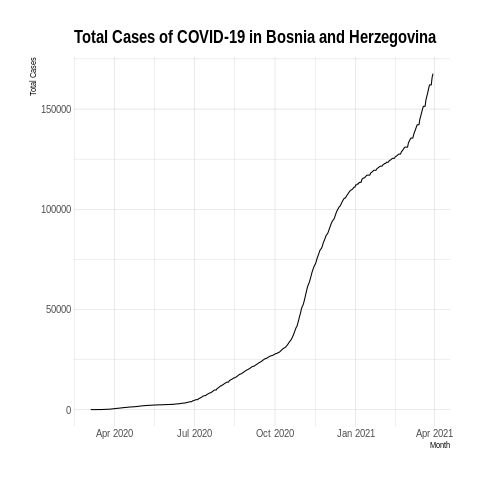 Total Cases of COVID-19 in Bosnia and Herzegovina
Total Cases
150000
100000
50000
0
Apr 2020 Jul 2020 Oct 2020 Jan 2021 Apr 2021
Month